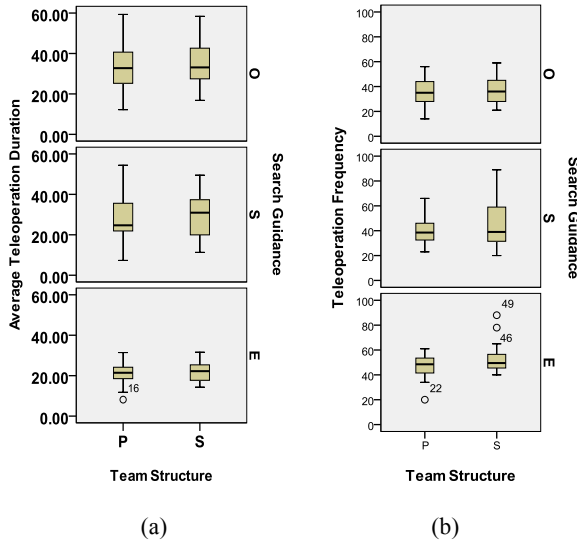 Average Teleoperation Duration
60.00
40.00
20.00
0.00
O
60.00
40.00
20.00
0.00
S
60.00
40.00
20.00
0.00
16
E
Search Guidance
P S
Team Structure
(a)
Teleoperation Frequency
100
80
60
40
20
0
O
100
80
60
40
20
0
S
100
80
60
40
20
0
49
46
22
E
Search Guidance
P S
Team Structure
(b)